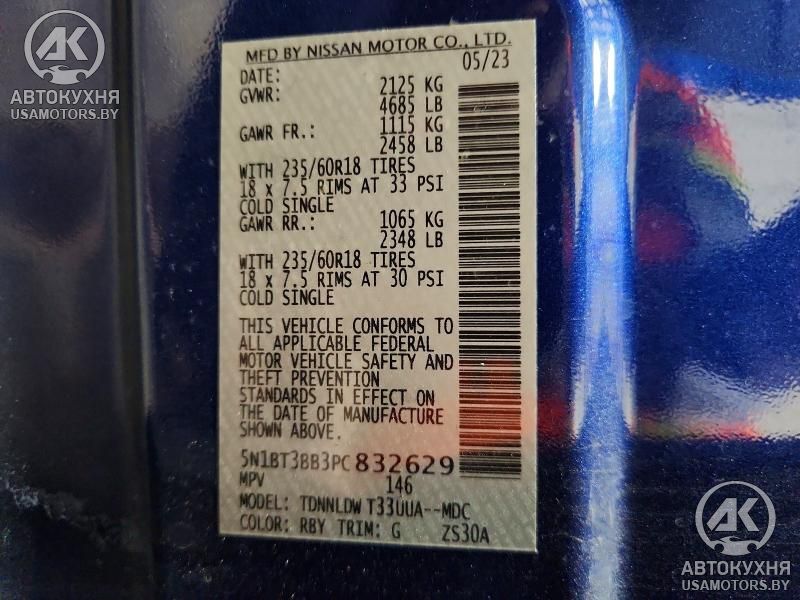 AK
АВТОКУХНЯ
USAMOTORS.BY
MFD BY NISSAN MOTOR CO., LTD.
DATE: 05/23
GVWR: 2125 KG
4685 LB
GAWR FR.: 1115 KG
2458 LB
WITH 235/60R18 TIRES
18 x 7.5 RIMS AT 33 PSI
COLD SINGLE
GAWR RR.: 1065 KG
2348 LB
WITH 235/60R18 TIRES
18 x 7.5 RIMS AT 30 PSI
COLD SINGLE
THIS VEHICLE CONFORMS TO
ALL APPLICABLE FEDERAL
MOTOR VEHICLE SAFETY AND
THEFT PREVENTION
STANDARDS IN EFFECT ON
THE DATE OF MANUFACTURE
SHOWN ABOVE.
5N1BT3BB3PC832629
MPV 146
MODEL: TDNNLDW T33UUA--MDC
COLOR: RBY TRIM: G ZS30A
AK
АВТОКУХНЯ
USAMOTORS.BY